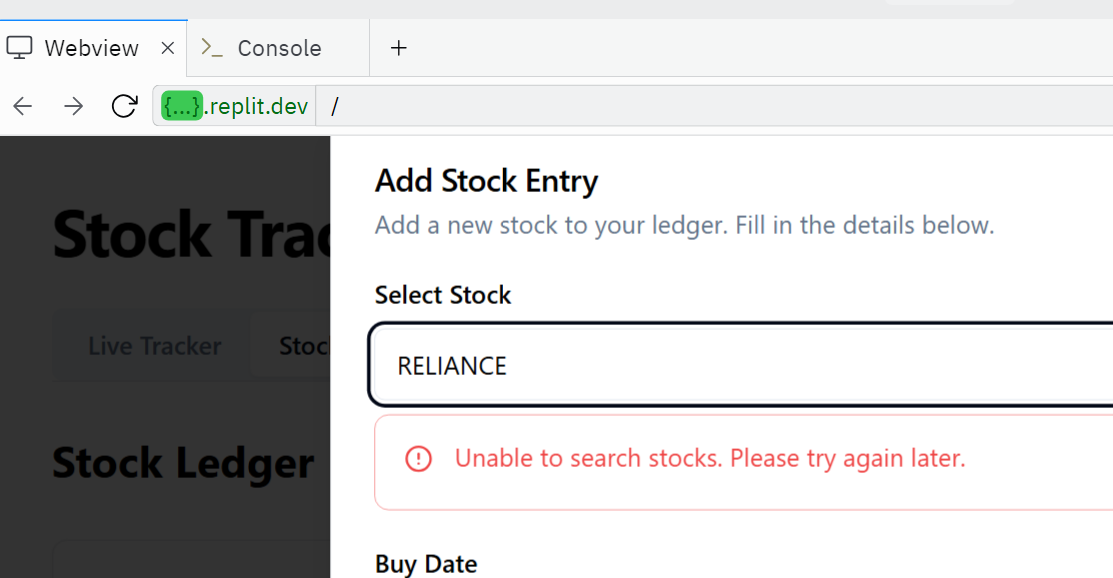 Webview
Console
{...}.replit.dev /
Add Stock Entry
Add a new stock to your ledger. Fill in the details below.
Stock Trac
Select Stock
Live Tracker Stoc
RELIANCE
Unable to search stocks. Please try again later.
Stock Ledger
Buy Date